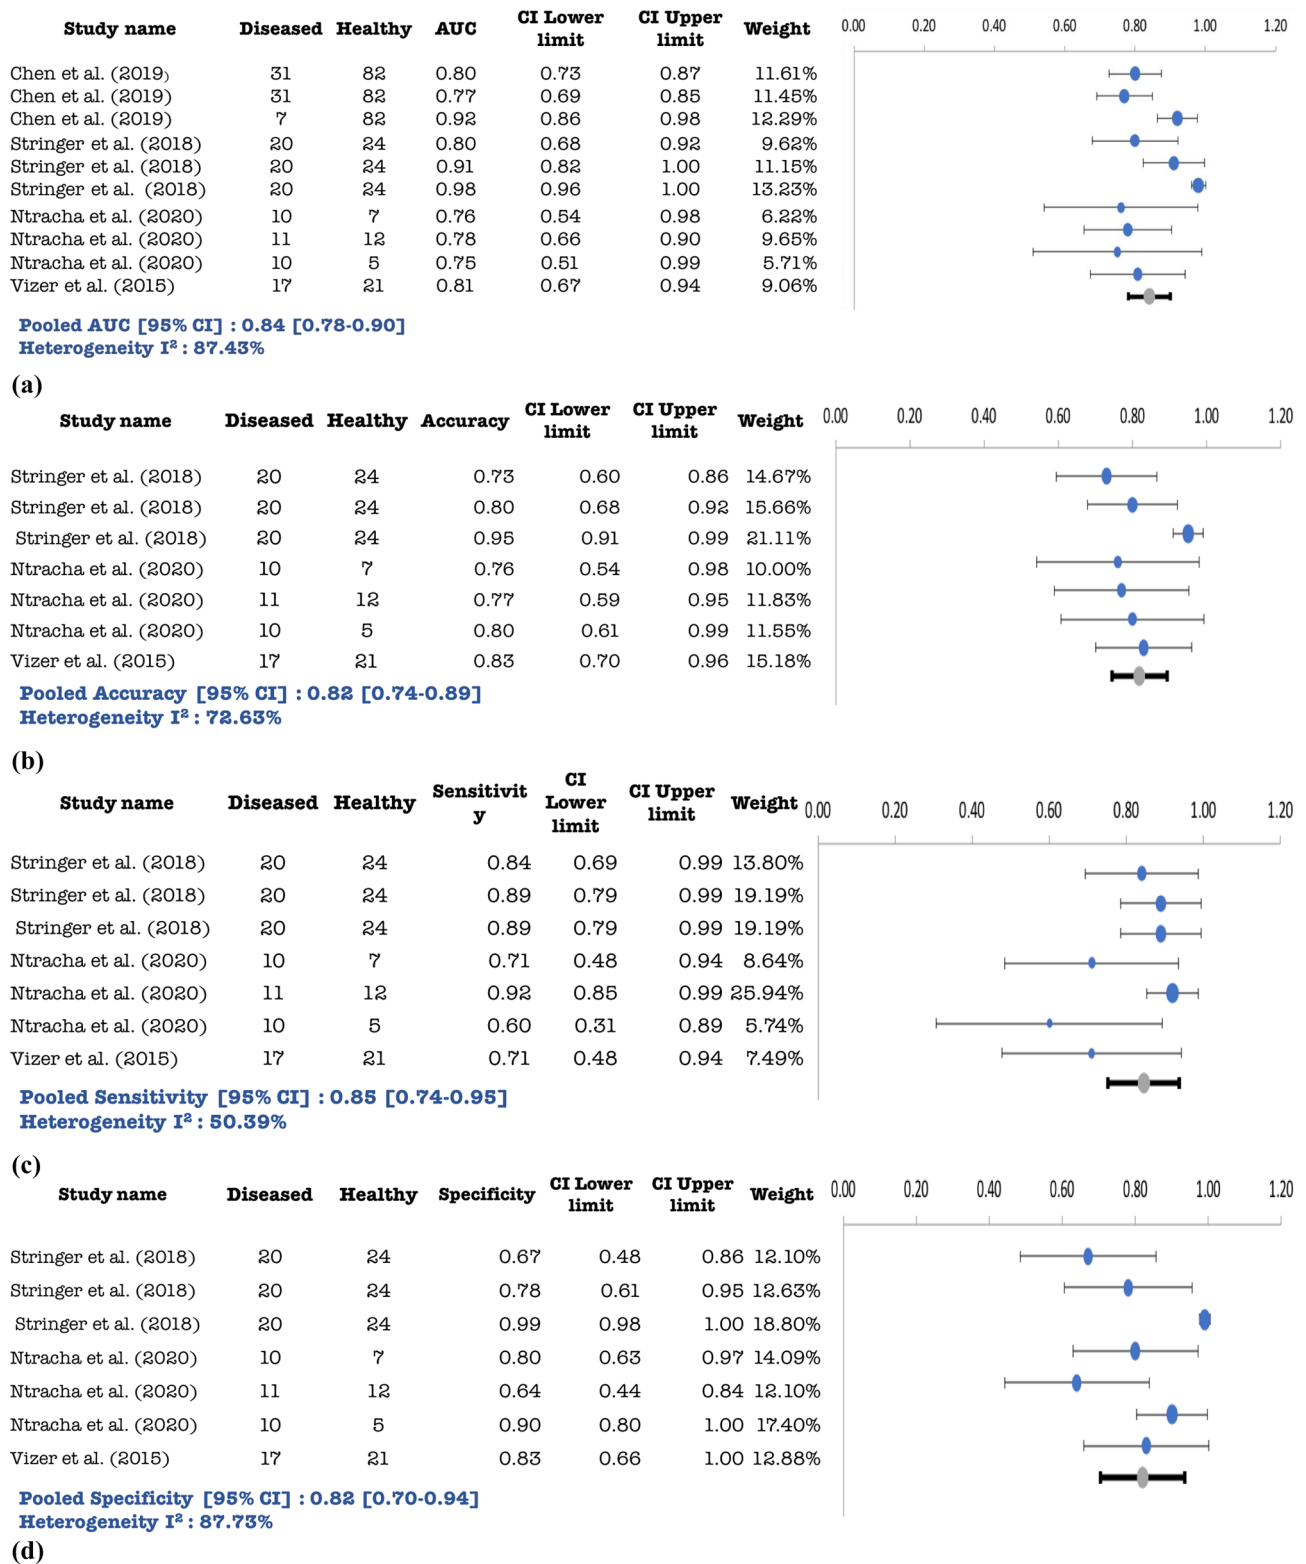 Study name Diseased Healthy AUC CI Lower limit CI Upper limit Weight 0.00 0.20 0.40 0.60 0.80 1.00 1.20
Chen et al. (2019) 31 82 0.80 0.73 0.87 11.61%
Chen et al. (2019) 31 82 0.77 0.69 0.85 11.45%
Chen et al. (2019) 7 82 0.92 0.86 0.98 12.29%
Stringer et al. (2018) 20 24 0.80 0.68 0.92 9.62%
Stringer et al. (2018) 20 24 0.91 0.82 1.00 11.15%
Stringer et al. (2018) 20 24 0.98 0.96 1.00 13.23%
Ntracha et al. (2020) 10 7 0.76 0.54 0.98 6.22%
Ntracha et al. (2020) 11 12 0.78 0.66 0.90 9.65%
Ntracha et al. (2020) 10 5 0.75 0.51 0.99 5.71%
Vizer et al. (2015) 17 21 0.81 0.67 0.94 9.06%
Pooled AUC [95% CI] : 0.84 [0.78-0.90]
Heterogeneity I² : 87.43%
(a)
Study name Diseased Healthy Accuracy CI Lower limit CI Upper limit Weight 0.00 0.20 0.40 0.60 0.80 1.00 1.20
Stringer et al. (2018) 20 24 0.73 0.60 0.86 14.67%
Stringer et al. (2018) 20 24 0.80 0.68 0.92 15.66%
Stringer et al. (2018) 20 24 0.95 0.91 0.99 21.11%
Ntracha et al. (2020) 10 7 0.76 0.54 0.98 10.00%
Ntracha et al. (2020) 11 12 0.77 0.59 0.95 11.83%
Ntracha et al. (2020) 10 5 0.80 0.61 0.99 11.55%
Vizer et al. (2015) 17 21 0.83 0.70 0.96 15.18%
Pooled Accuracy [95% CI] : 0.82 [0.74-0.89]
Heterogeneity I² : 72.63%
(b)
Study name Diseased Healthy Sensitivit y CI Lower limit CI Upper limit Weight 0.00 0.20 0.40 0.60 0.80 1.00 1.20
Stringer et al. (2018) 20 24 0.84 0.69 0.99 13.80%
Stringer et al. (2018) 20 24 0.89 0.79 0.99 19.19%
Stringer et al. (2018) 20 24 0.89 0.79 0.99 19.19%
Ntracha et al. (2020) 10 7 0.71 0.48 0.94 8.64%
Ntracha et al. (2020) 11 12 0.92 0.85 0.99 25.94%
Ntracha et al. (2020) 10 5 0.60 0.31 0.89 5.74%
Vizer et al. (2015) 17 21 0.71 0.48 0.94 7.49%
Pooled Sensitivity [95% CI] : 0.85 [0.74-0.95]
Heterogeneity I² : 50.39%
(c)
Study name Diseased Healthy Specificity CI Lower limit CI Upper limit Weight 0.00 0.20 0.40 0.60 0.80 1.00 1.20
Stringer et al. (2018) 20 24 0.67 0.48 0.86 12.10%
Stringer et al. (2018) 20 24 0.78 0.61 0.95 12.63%
Stringer et al. (2018) 20 24 0.99 0.98 1.00 18.80%
Ntracha et al. (2020) 10 7 0.80 0.63 0.97 14.09%
Ntracha et al. (2020) 11 12 0.64 0.44 0.84 12.10%
Ntracha et al. (2020) 10 5 0.90 0.80 1.00 17.40%
Vizer et al. (2015) 17 21 0.83 0.66 1.00 12.88%
Pooled Specificity [95% CI] : 0.82 [0.70-0.94]
Heterogeneity I² : 87.73%
(d)